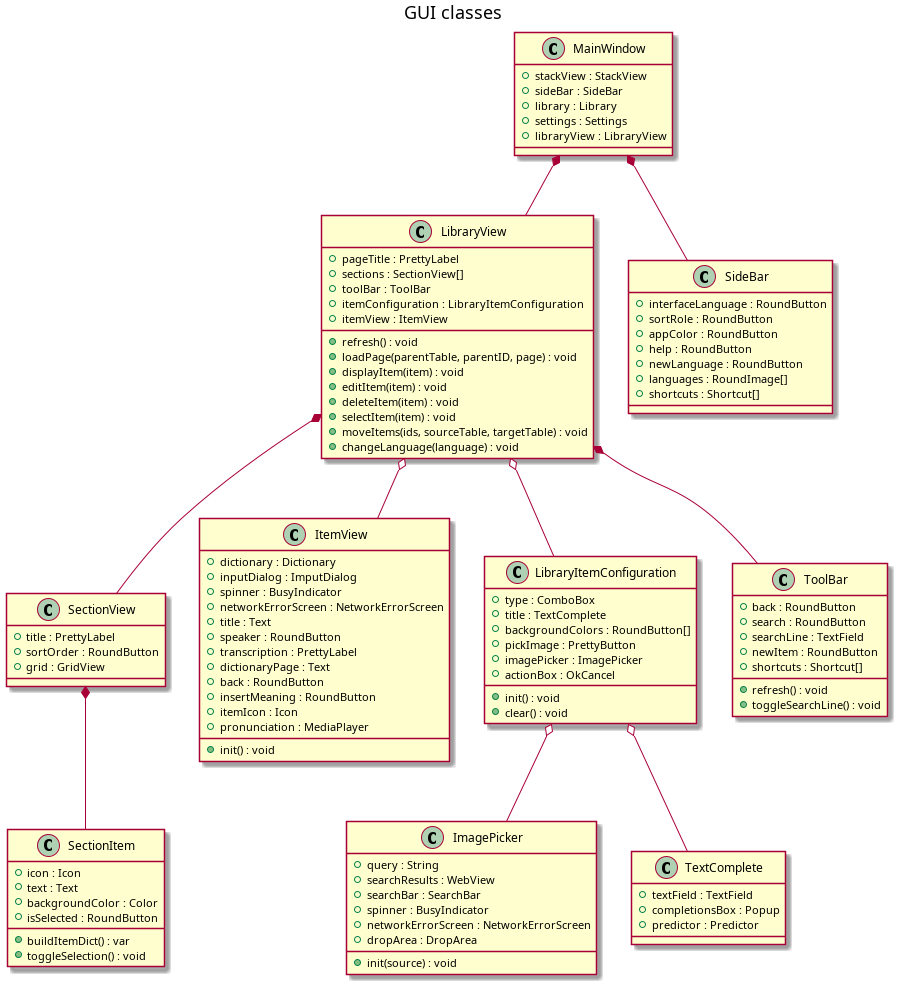 GUI classes
C MainWindow
stackView : StackView
sideBar : SideBar
library : Library
settings : Settings
libraryView : LibraryView
C LibraryView
pageTitle : PrettyLabel
sections : SectionView[]
toolBar : ToolBar
itemConfiguration : LibraryItemConfiguration
itemView : ItemView
refresh() : void
loadPage(parentTable, parentID, page) : void
displayItem(item) : void
editItem(item) : void
deleteItem(item) : void
selectItem(item) : void
moveItems(ids, sourceTable, targetTable) : void
changeLanguage(language) : void
C SideBar
interfaceLanguage : RoundButton
sortRole : RoundButton
appColor : RoundButton
help : RoundButton
newLanguage : RoundButton
languages : RoundImage[]
shortcuts : Shortcut[]
C SectionView
title : PrettyLabel
sortOrder : RoundButton
grid : GridView
C ItemView
dictionary : Dictionary
inputDialog : ImputDialog
spinner : BusyIndicator
networkErrorScreen : NetworkErrorScreen
title : Text
speaker : RoundButton
transcription : PrettyLabel
dictionaryPage : Text
back : RoundButton
insertMeaning : RoundButton
itemIcon : Icon
pronunciation : MediaPlayer
init() : void
C LibraryItemConfiguration
type : ComboBox
title : TextComplete
backgroundColors : RoundButton[]
pickImage : PrettyButton
imagePicker : ImagePicker
actionBox : OkCancel
init() : void
clear() : void
C ToolBar
back : RoundButton
search : RoundButton
searchLine : TextField
newItem : RoundButton
shortcuts : Shortcut[]
refresh() : void
toggleSearchLine() : void
C SectionItem
icon : Icon
text : Text
backgroundColor : Color
isSelected : RoundButton
buildItemDict() : var
toggleSelection() : void
C ImagePicker
query : String
searchResults : WebView
searchBar : SearchBar
spinner : BusyIndicator
networkErrorScreen : NetworkErrorScreen
dropArea : DropArea
init(source) : void
C TextComplete
textField : TextField
completionsBox : Popup
predictor : Predictor